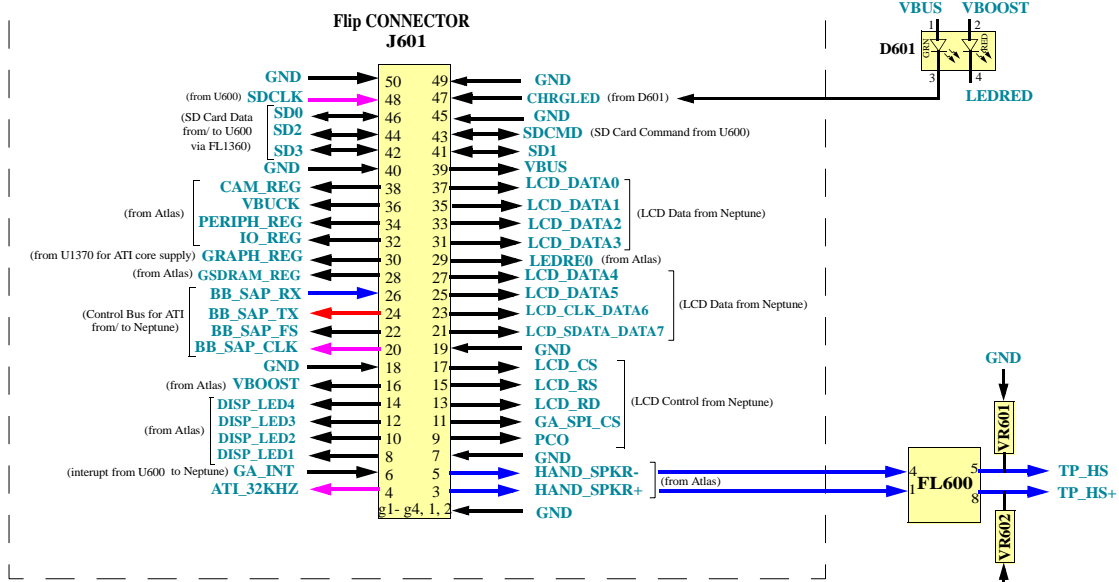 Flip CONNECTOR
J601
GND 50 49 GND
(from U600) SDCLK 48 47 CHRGLED (from D601)
SD0 46 45 GND
(SD Card Data
from/ to U600
via FL1360]
SD2 44 43 SDCMD (SD Card Command from U600)
SD3 42 41 SD1
GND 40 39 VBUS
CAM_REG 38 37 LCD_DATA0
VBUCK 36 35 LCD_DATA1
(from Atlas)
(LCD Data from Neptune)
PERIPH_REG 34 33 LCD_DATA2
IO_REG 32 31 LCD_DATA3
(from U1370 for ATI core supply) GRAPH_REG 30 29 LEDRE0 (from Atlas)
(from Atlas) GSDRAM_REG 28 27 LCD_DATA4
BB_SAP_RX 26 25 LCD_DATA5
(Control Bus for ATI
from/ to Neptune)
(LCD Data from Neptune)
BB_SAP_TX 24 23 LCD_CLK_DATA6
BB_SAP_FS 22 21 LCD_SDATA_DATA7
BB_SAP_CLK 20 19 GND
GND 18 17 LCD_CS
(from Atlas) VBOOST 16 15 LCD_RS
DISP_LED4 14 13 LCD_RD
(LCD Control from Neptune)
DISP_LED3 12 11 GA_SPI_CS
(from Atlas)
DISP_LED2 10 9 PCO
DISP_LED1 8 7 GND
(interupt from U600 to Neptune) GA_INT 6 5 HAND_SPKR-
ATI_32KHZ 4 3 HAND_SPKR+
(from Atlas)
g1- g4, 1, 2 GND
VBUS VBOOST
1 2
D601 GRN RED
3 4
LEDRED
GND
VR601
4 FL600 5 TP_HS
1 8 TP_HS+
VR602